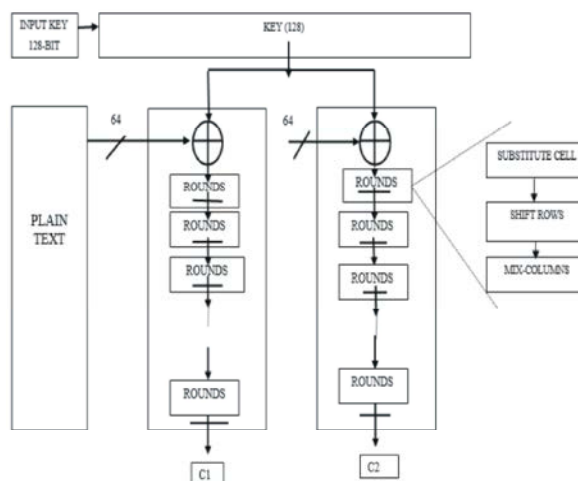 INPUT KEY
128-BIT
KEY (128)
64
64
PLAIN
TEXT
ROUNDS
ROUNDS
ROUNDS
ROUNDS
C1
ROUNDS
ROUNDS
ROUNDS
ROUNDS
C2
SUBSTITUTE CELL
SHIFT ROWS
MIX-COLUMNS